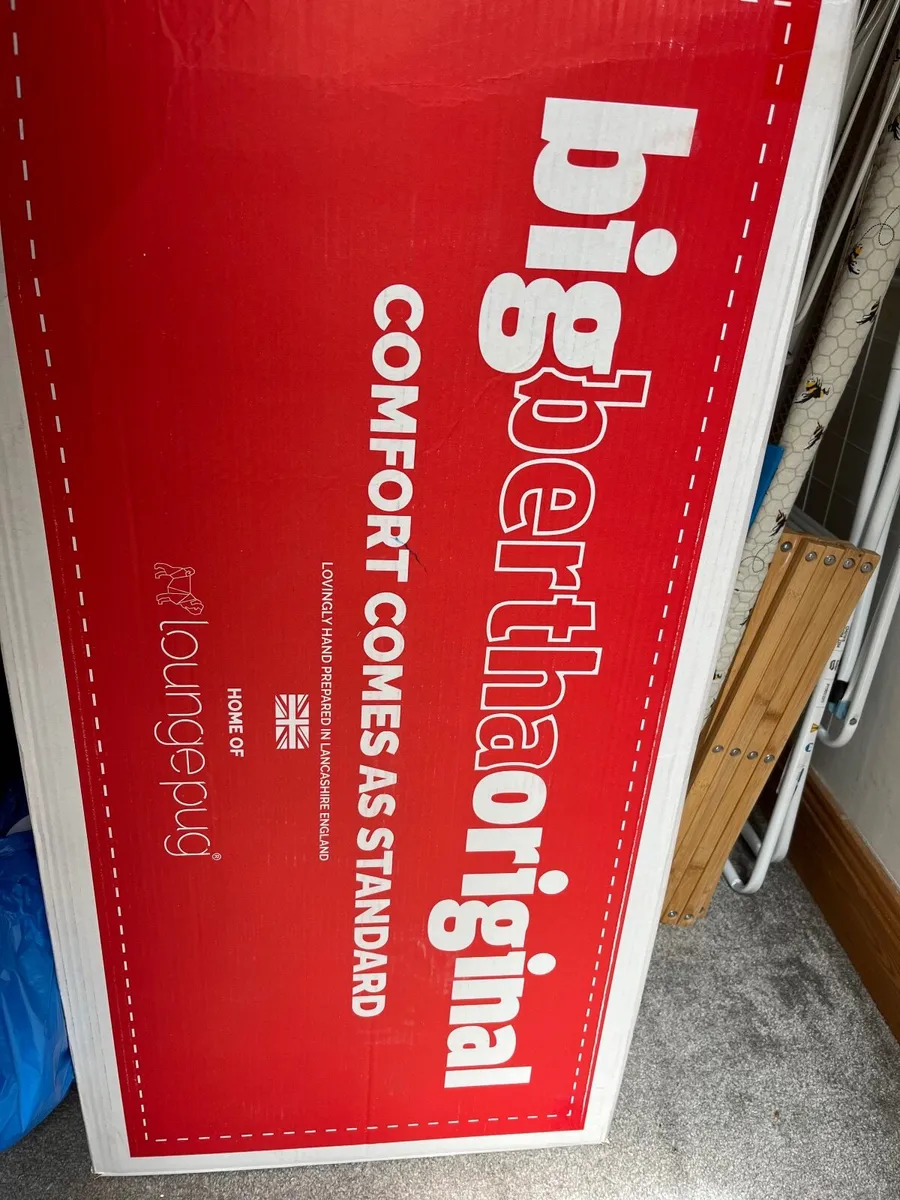 bigberthaoriginal
COMFORT COMES AS STANDARD
LOVINGLY HAND PREPARED IN LANCASHIRE ENGLAND
HOME OF
loungepug®